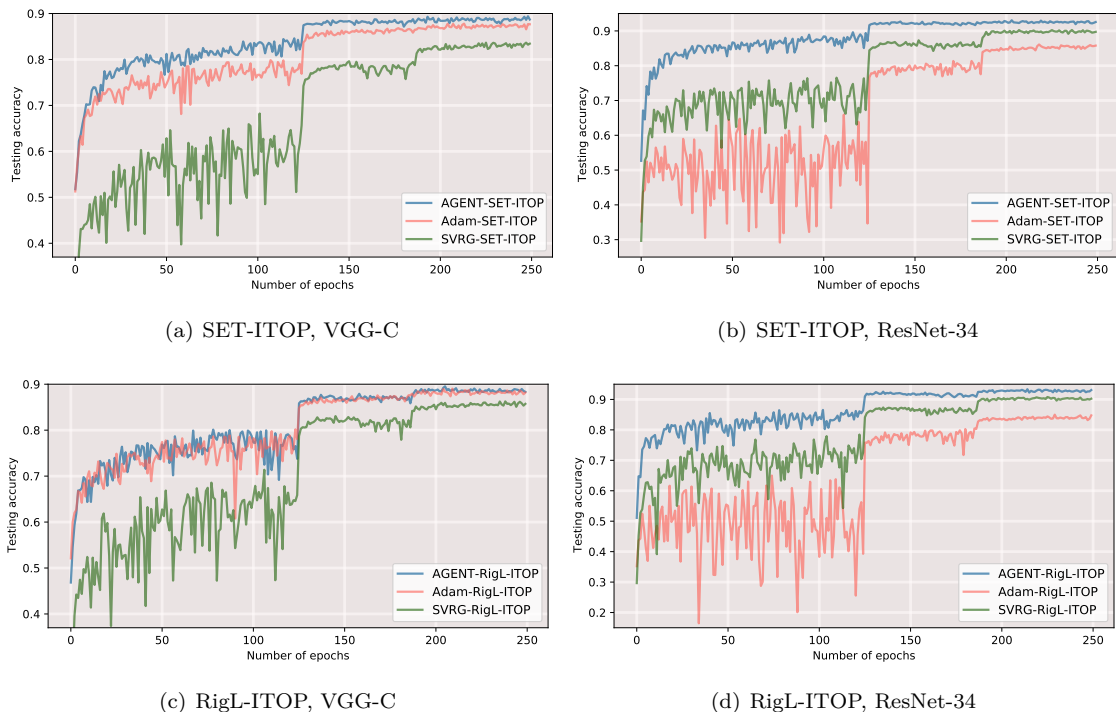 0.9
0.8
0.7
0.6
0.5
0.4
Testing accuracy
0 50 100 150 200 250
Number of epochs
AGENT-SET-ITOP
Adam-SET-ITOP
SVRG-SET-ITOP
(a) SET-ITOP, VGG-C
0.9
0.8
0.7
0.6
0.5
0.4
0.3
Testing accuracy
0 50 100 150 200 250
Number of epochs
AGENT-SET-ITOP
Adam-SET-ITOP
SVRG-SET-ITOP
(b) SET-ITOP, ResNet-34
0.9
0.8
0.7
0.6
0.5
0.4
Testing accuracy
0 50 100 150 200 250
Number of epochs
AGENT-RigL-ITOP
Adam-RigL-ITOP
SVRG-RigL-ITOP
(c) RigL-ITOP, VGG-C
0.9
0.8
0.7
0.6
0.5
0.4
0.3
0.2
Testing accuracy
0 50 100 150 200 250
Number of epochs
AGENT-RigL-ITOP
Adam-RigL-ITOP
SVRG-RigL-ITOP
(d) RigL-ITOP, ResNet-34